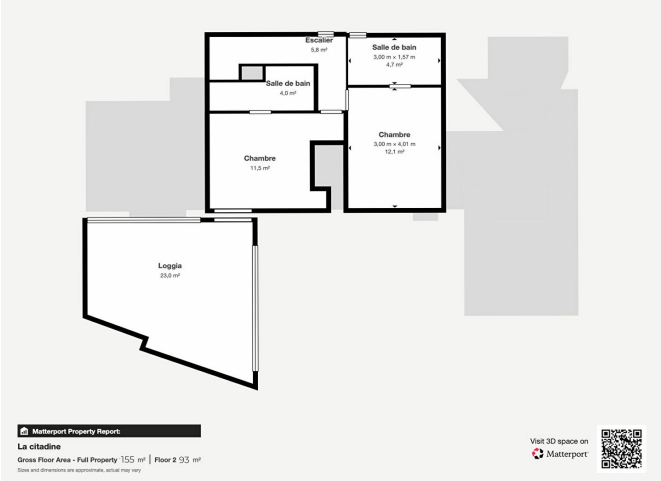 Escalier
5,8 m²
Salle de bain
3,00 m × 1,57 m
4,7 m²
Salle de bain
4,0 m²
Chambre
3,00 m × 4,01 m
12,1 m²
Chambre
11,5 m²
Loggia
23,0 m²
Matterport Property Report:
La citadine
Gross Floor Area - Full Property 155 m² | Floor 2 93 m²
Sizes and dimensions are approximate, actual may vary
Visit 3D space on
Matterport